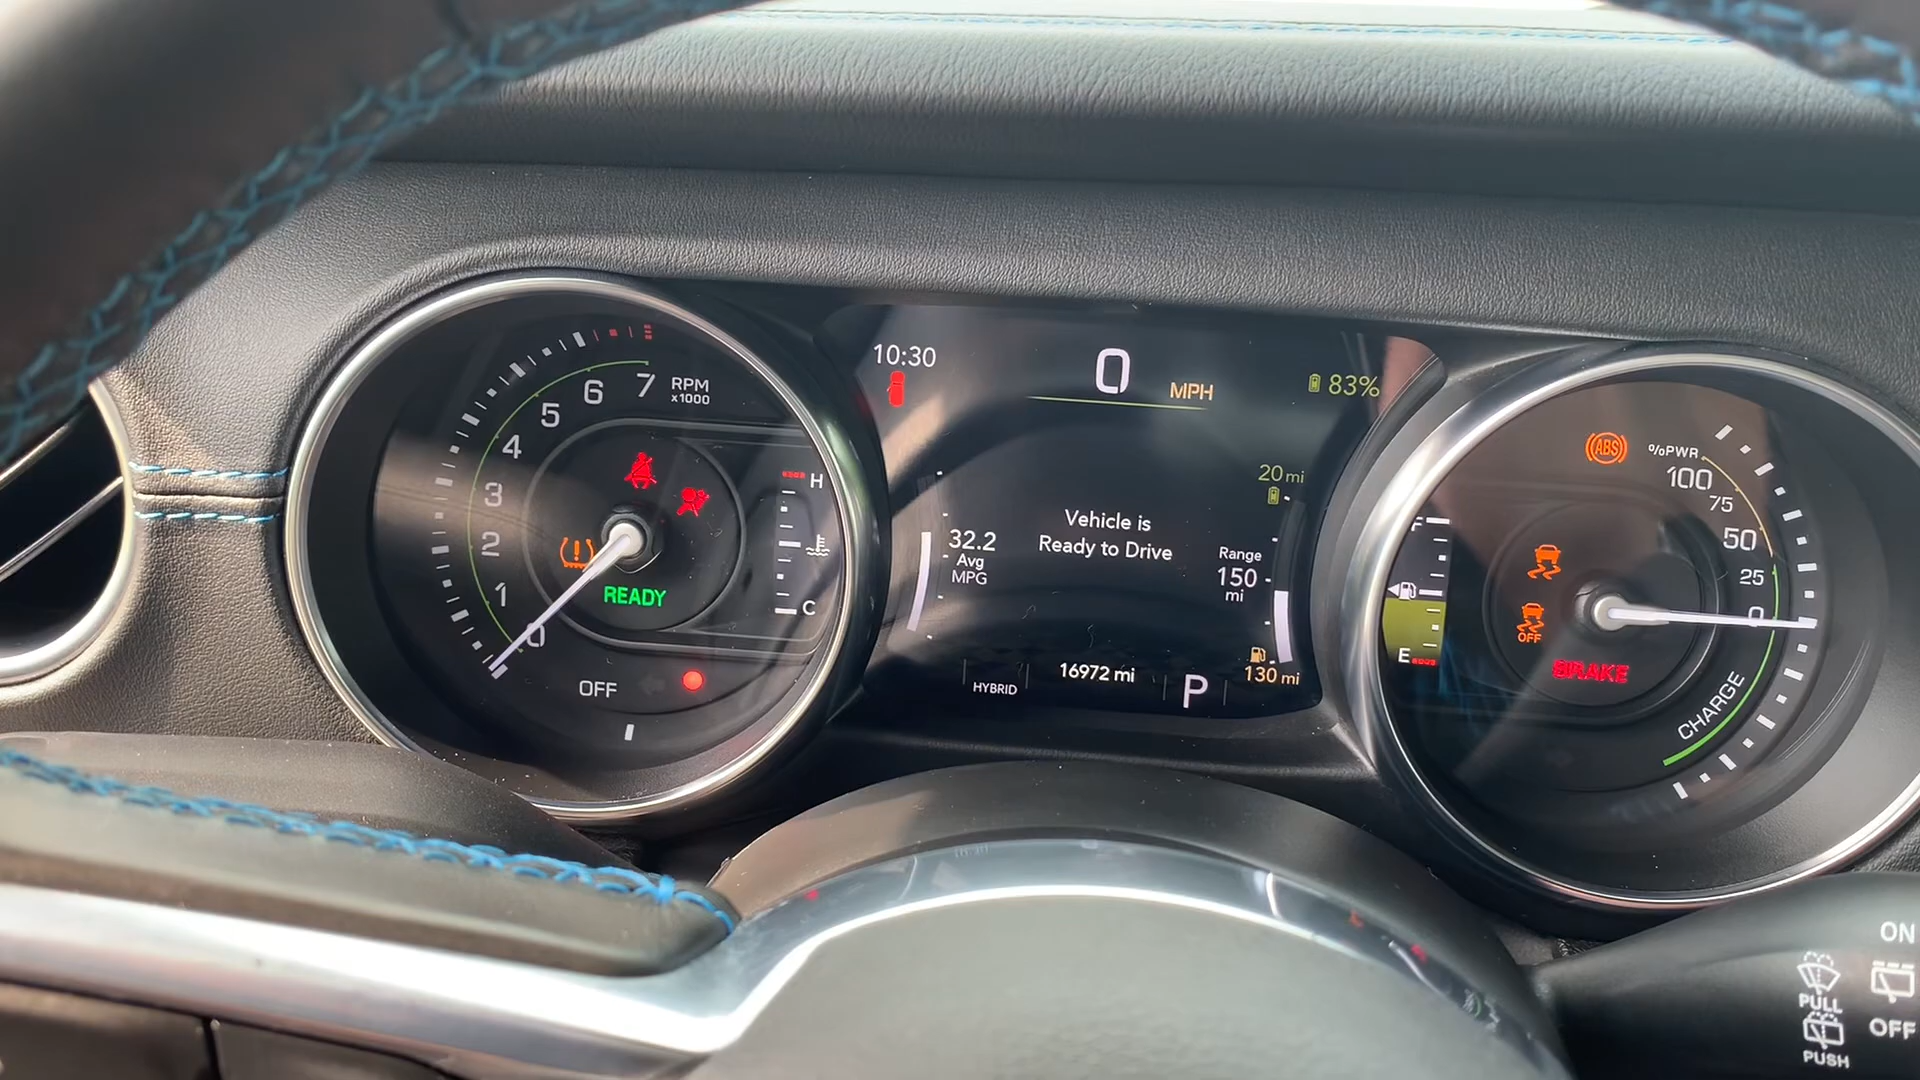 7
RPM
x1000
6
5
4
3
2
1
0
H
C
READY
OFF
10:30
0
MPH
83%
20 mi
Vehicle is
Ready to Drive
32.2
Avg
MPG
Range
150
mi
16972 mi
HYBRID
P
130 mi
ABS
%PWR
100
75
50
25
0
F
E
OFF
BRAKE
CHARGE
ON
PULL
OFF
PUSH